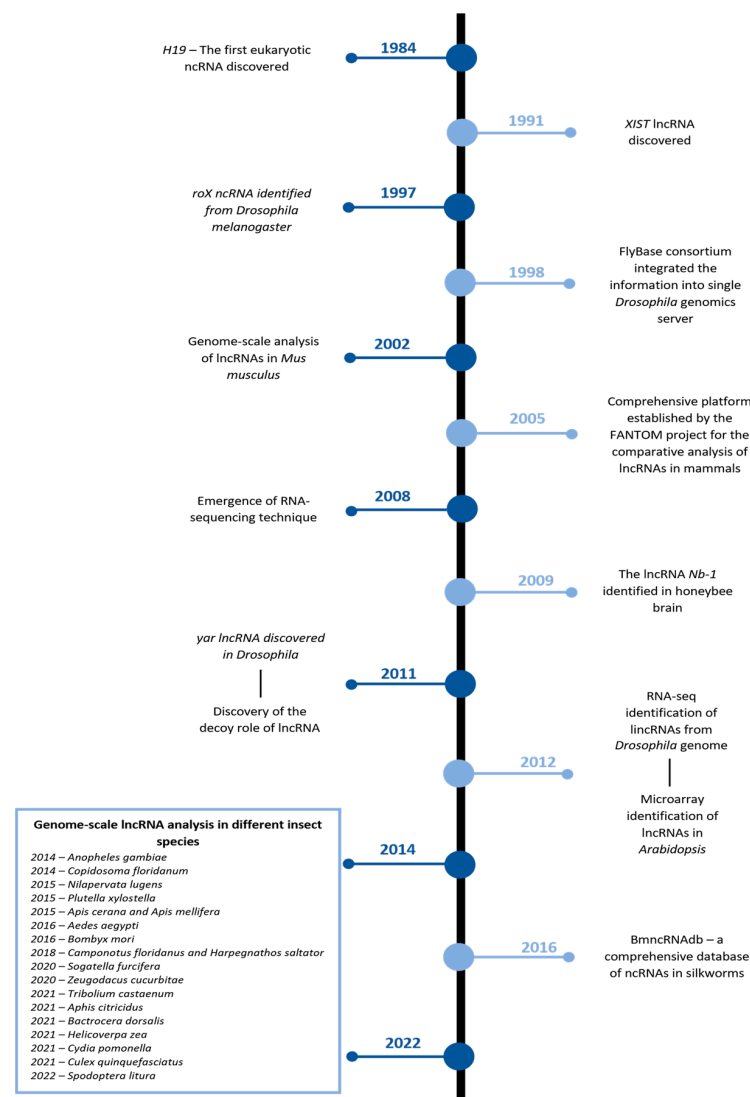 1984
H19 – The first eukaryotic
ncRNA discovered
1991
XIST lncRNA
discovered
1997
roX ncRNA identified
from Drosophila
melanogaster
1998
FlyBase consortium
integrated the
information into single
Drosophila genomics
server
2002
Genome-scale analysis
of lncRNAs in Mus
musculus
2005
Comprehensive platform
established by the
FANTOM project for the
comparative analysis of
lncRNAs in mammals
2008
Emergence of RNA-
sequencing technique
2009
The lncRNA Nb-1
identified in honeybee
brain
2011
yar lncRNA discovered
in Drosophila
Discovery of the
decoy role of lncRNA
2012
RNA-seq
identification of
lincRNAs from
Drosophila genome
Microarray
identification of
lncRNAs in
Arabidopsis
2014
Genome-scale lncRNA analysis in different insect
species
2014 – Anopheles gambiae
2014 – Copidosoma floridanum
2015 – Nilapervata lugens
2015 – Plutella xylostella
2015 – Apis cerana and Apis mellifera
2016 – Aedes aegypti
2016 – Bombyx mori
2018 – Camponotus floridanus and Harpegnathos saltator
2020 – Sogatella furcifera
2020 – Zeugodacus cucurbitae
2021 – Tribolium castaenum
2021 – Aphis citricidus
2021 – Bactrocera dorsalis
2021 – Helicoverpa zea
2021 – Cydia pomonella
2021 – Culex quinquefasciatus
2022 – Spodoptera litura
2016
BmncRNAdb – a
comprehensive database
of ncRNAs in silkworms
2022